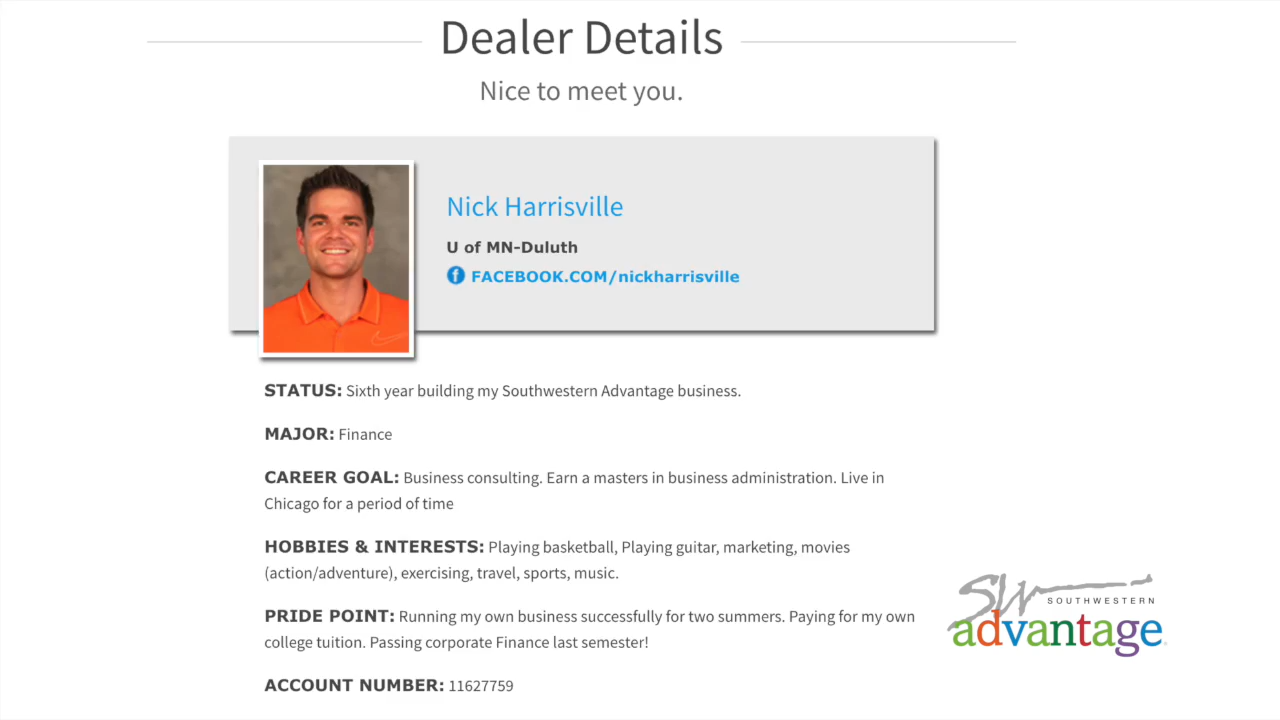 Dealer Details
Nice to meet you.
Nick Harrisville
U of MN-Duluth
f FACEBOOK.COM/nickharrisville
STATUS: Sixth year building my Southwestern Advantage business.
MAJOR: Finance
CAREER GOAL: Business consulting. Earn a masters in business administration. Live in
Chicago for a period of time
HOBBIES & INTERESTS: Playing basketball, Playing guitar, marketing, movies
(action/adventure), exercising, travel, sports, music.
PRIDE POINT: Running my own business successfully for two summers. Paying for my own
college tuition. Passing corporate Finance last semester!
ACCOUNT NUMBER: 11627759
SW
SOUTHWESTERN
advantage